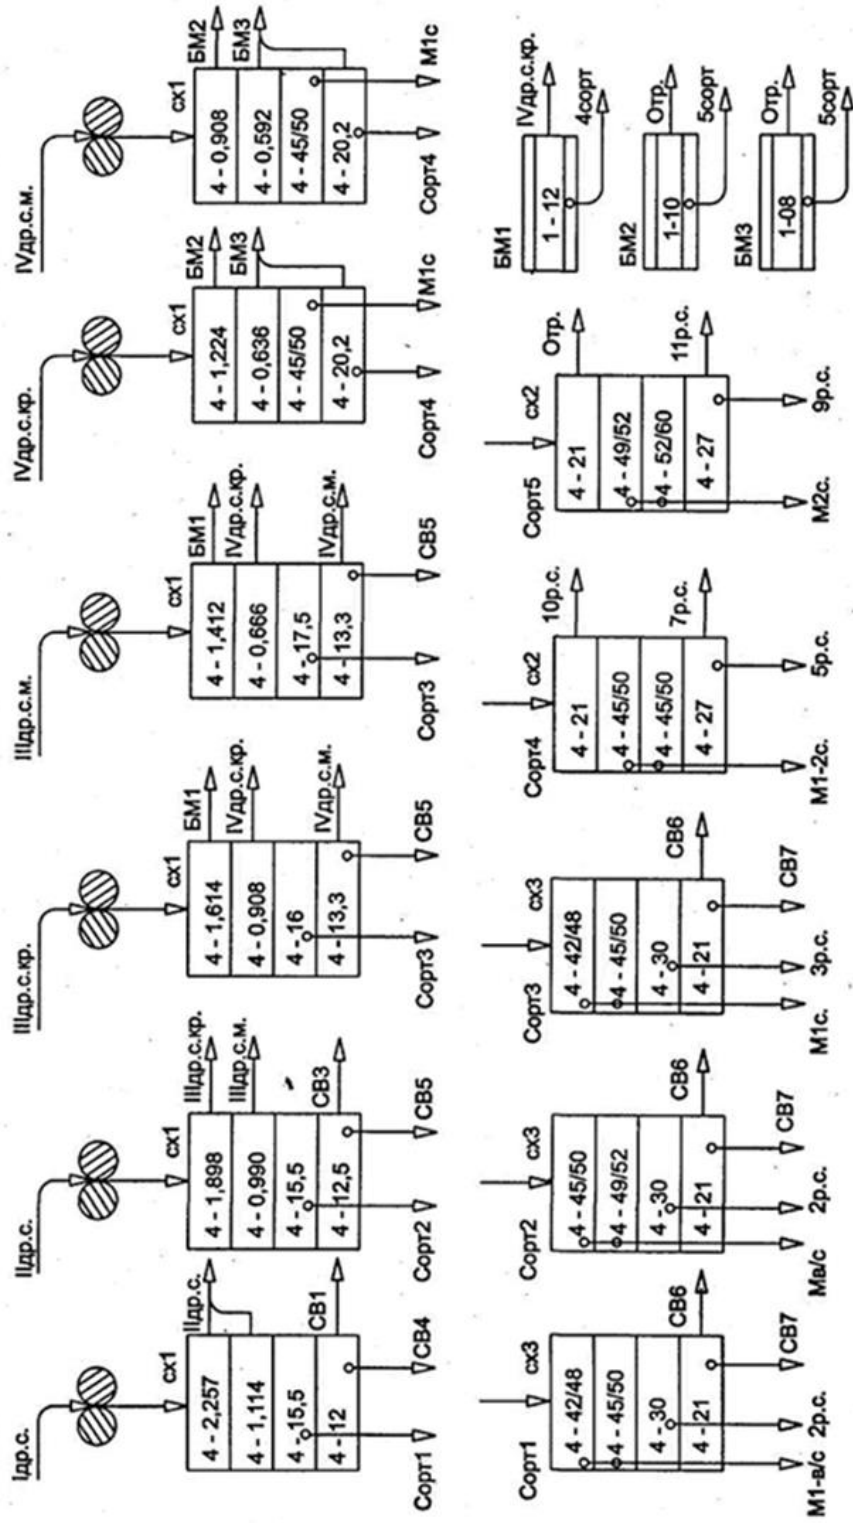 Iдр.с.
сх1
4 - 2,257
4 - 1,114
4 - 15,5
4 - 12
IIдр.с.
СВ1
Сорт1
СВ4
IIдр.с.
сх1
4 - 1,898
4 - 0,990
4 - 15,5
4 - 12,5
IIIдр.с.кр.
IIIдр.с.м.
СВ3
Сорт2
СВ5
IIIдр.с.кр.
сх1
4 - 1,614
4 - 0,908
4 - 16
4 - 13,3
БМ1
IVдр.с.кр.
IVдр.с.м.
Сорт3
СВ5
IIIдр.с.м.
сх1
4 - 1,412
4 - 0,666
4 - 17,5
4 - 13,3
БМ1
IVдр.с.кр.
IVдр.с.м.
Сорт3
СВ5
IVдр.с.кр.
сх1
4 - 1,224
4 - 0,636
4 - 45/50
4 - 20,2
БМ2
БМ3
Сорт4
М1с
IVдр.с.м.
сх1
4 - 0,908
4 - 0,592
4 - 45/50
4 - 20,2
БМ2
БМ3
Сорт4
М1с
Сорт1
сх3
4 - 42/48
4 - 45/50
4 - 30
4 - 21
СВ6
М1-в/с
2р.с.
СВ7
Сорт2
сх3
4 - 45/50
4 - 49/52
4 - 30
4 - 21
СВ6
Мв/с
2р.с.
СВ7
Сорт3
сх3
4 - 42/48
4 - 45/50
4 - 30
4 - 21
СВ6
М1с.
3р.с.
СВ7
Сорт4
сх2
4 - 21
4 - 45/50
4 - 45/50
4 - 27
10р.с.
7р.с.
М1-2с.
5р.с.
Сорт5
сх2
4 - 21
4 - 49/52
4 - 52/60
4 - 27
Отр.
11р.с.
М2с.
9р.с.
БМ1
1 - 12
IVдр.с.кр.
4сорт
БМ2
1-10
Отр.
5сорт
БМ3
1-08
Отр.
5сорт